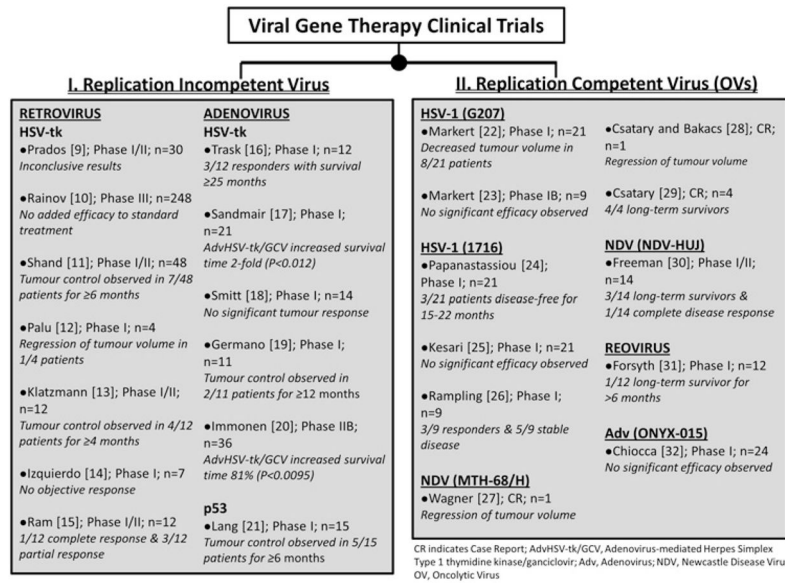 Viral Gene Therapy Clinical Trials
I. Replication Incompetent Virus
RETROVIRUS
HSV-tk
●Prados [9]; Phase I/II; n=30
Inconclusive results
●Rainov [10]; Phase III; n=248
No added efficacy to standard
treatment
●Shand [11]; Phase I/II; n=48
Tumour control observed in 7/48
patients for ≥6 months
●Palu [12]; Phase I; n=4
Regression of tumour volume in
1/4 patients
●Klatzmann [13]; Phase I/II;
n=12
Tumour control observed in 4/12
patients for ≥4 months
●Izquierdo [14]; Phase I; n=7
No objective response
●Ram [15]; Phase I/II; n=12
1/12 complete response & 3/12
partial response
ADENOVIRUS
HSV-tk
●Trask [16]; Phase I; n=12
3/12 responders with survival
≥25 months
●Sandmair [17]; Phase I;
n=21
AdvHSV-tk/GCV increased survival
time 2-fold (P<0.012)
●Smitt [18]; Phase I; n=14
No significant tumour response
●Germano [19]; Phase I;
n=11
Tumour control observed in
2/11 patients for ≥12 months
●Immonen [20]; Phase IIB;
n=36
AdvHSV-tk/GCV increased survival
time 81% (P<0.0095)
p53
●Lang [21]; Phase I; n=15
Tumour control observed in 5/15
patients for ≥6 months
II. Replication Competent Virus (OVs)
HSV-1 (G207)
●Markert [22]; Phase I; n=21
Decreased tumour volume in
8/21 patients
●Markert [23]; Phase IB; n=9
No significant efficacy observed
HSV-1 (1716)
●Papanastassiou [24];
Phase I; n=21
3/21 patients disease-free for
15-22 months
●Kesari [25]; Phase I; n=21
No significant efficacy observed
●Rampling [26]; Phase I;
n=9
3/9 responders & 5/9 stable
disease
NDV (MTH-68/H)
●Wagner [27]; CR; n=1
Regression of tumour volume
●Csatary and Bakacs [28]; CR;
n=1
Regression of tumour volume
●Csatary [29]; CR; n=4
4/4 long-term survivors
NDV (NDV-HUJ)
●Freeman [30]; Phase I/II;
n=14
3/14 long-term survivors &
1/14 complete disease response
REOVIRUS
●Forsyth [31]; Phase I; n=12
1/12 long-term survivor for
>6 months
Adv (ONYX-015)
●Chiocca [32]; Phase I; n=24
No significant efficacy observed
CR indicates Case Report; AdvHSV-tk/GCV, Adenovirus-mediated Herpes Simplex
Type 1 thymidine kinase/ganciclovir; Adv, Adenovirus; NDV, Newcastle Disease Viru
OV, Oncolytic Virus